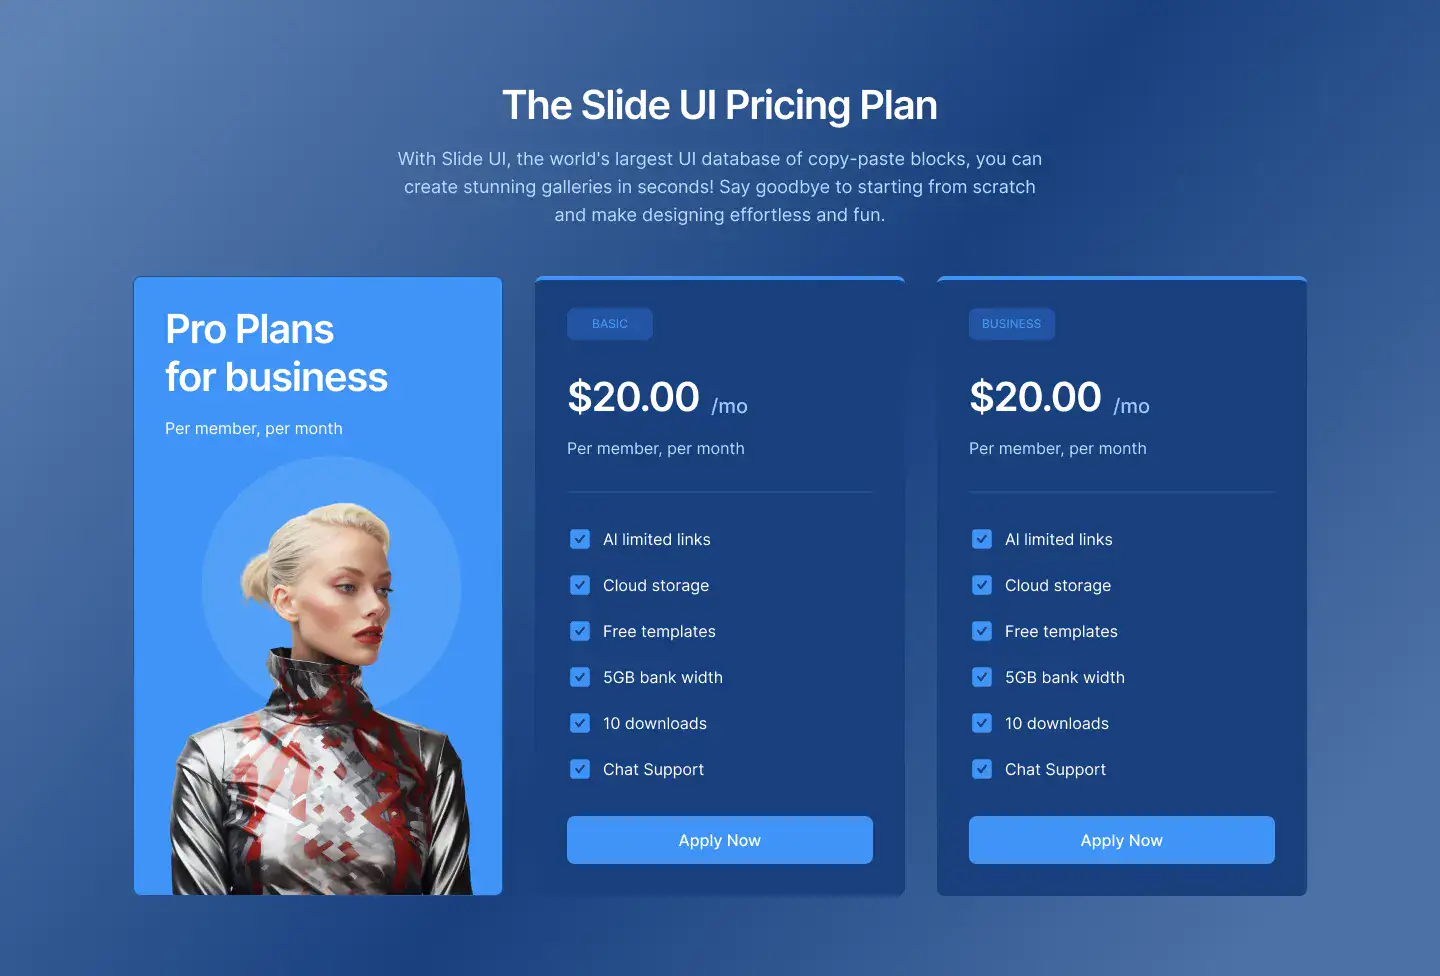 The Slide UI Pricing Plan
With Slide UI, the world's largest UI database of copy-paste blocks, you can
create stunning galleries in seconds! Say goodbye to starting from scratch
and make designing effortless and fun.
Pro Plans
for business
Per member, per month
BASIC
$20.00 /mo
Per member, per month
Al limited links
Cloud storage
Free templates
5GB bank width
10 downloads
Chat Support
Apply Now
BUSINESS
$20.00 /mo
Per member, per month
Al limited links
Cloud storage
Free templates
5GB bank width
10 downloads
Chat Support
Apply Now